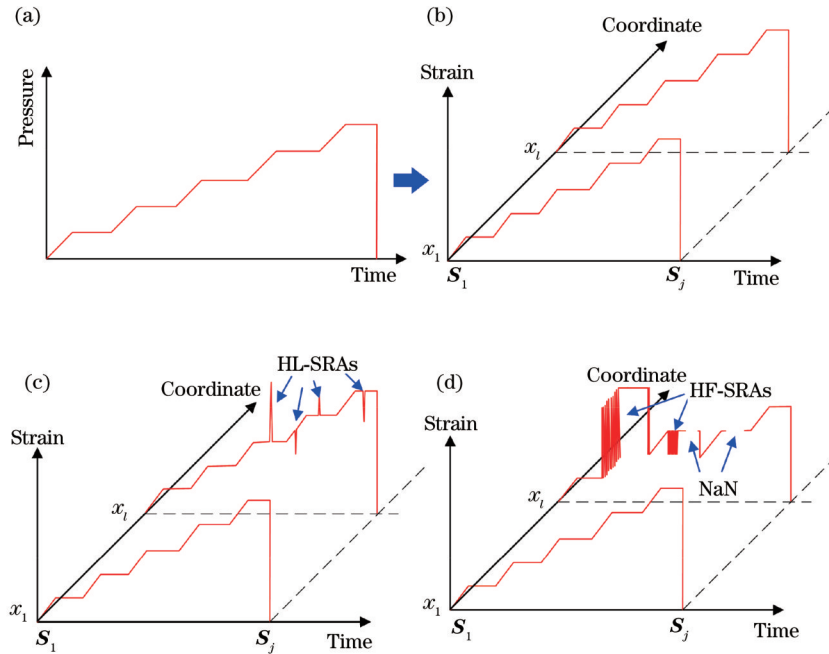 (a)
Pressure
Time
(b)
Coordinate
Strain
x_l
x_1
S_1
S_j
Time
(c)
HL-SRAs
Coordinate
Strain
x_l
x_1
S_1
S_j
Time
(d)
Coordinate
HF-SRAs
Strain
NaN
x_l
x_1
S_1
S_j
Time